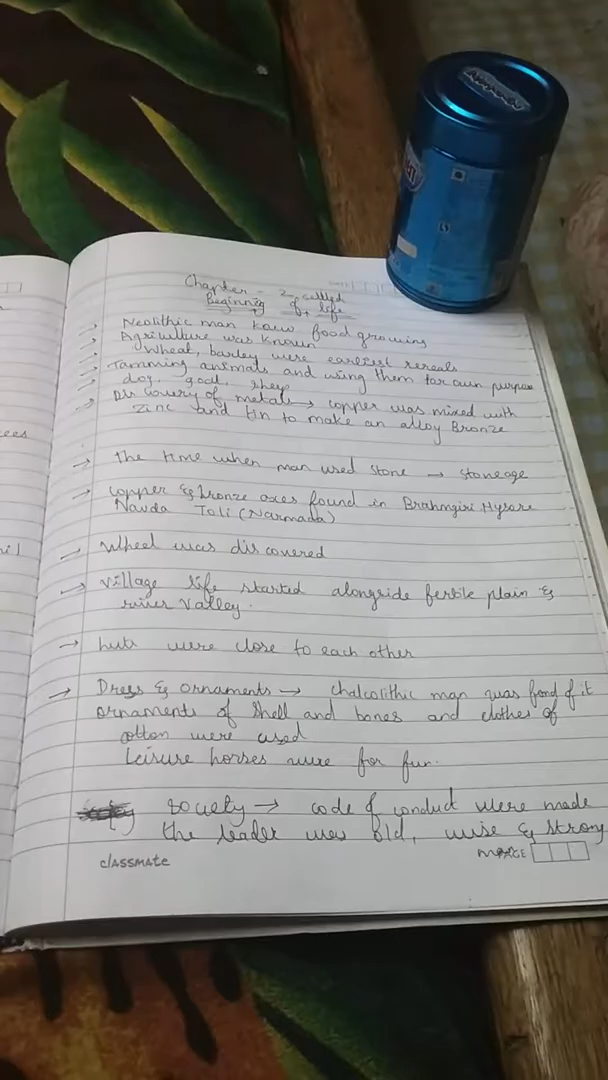 Chapter - 2 settled
Beginning of life
→ Neolithic man knew food growing
→ Agriculture was known
→ Wheat, barley were earliest cereals
→ Tamming animals and using them for own purpose
dog, goat, sheep
→ Discovery of metals → copper was mixed with
zinc and tin to make an alloy Bronze
→ The time when man used stone → stoneage
→ copper & bronze axes found in Brahmgiri Mysore
Navda Toli (Narmada)
→ Wheel was discovered
→ Village life started alongside fertile plain &
river valley.
→ huts were close to each other
→ Dress & ornaments → chalcolithic man was fond of it
ornaments of shell and bones and clothes of
cotton were used
Leisure horses were for fun.
society → code of conduct were made
the leader was old, wise & strong
classmate
PAGE